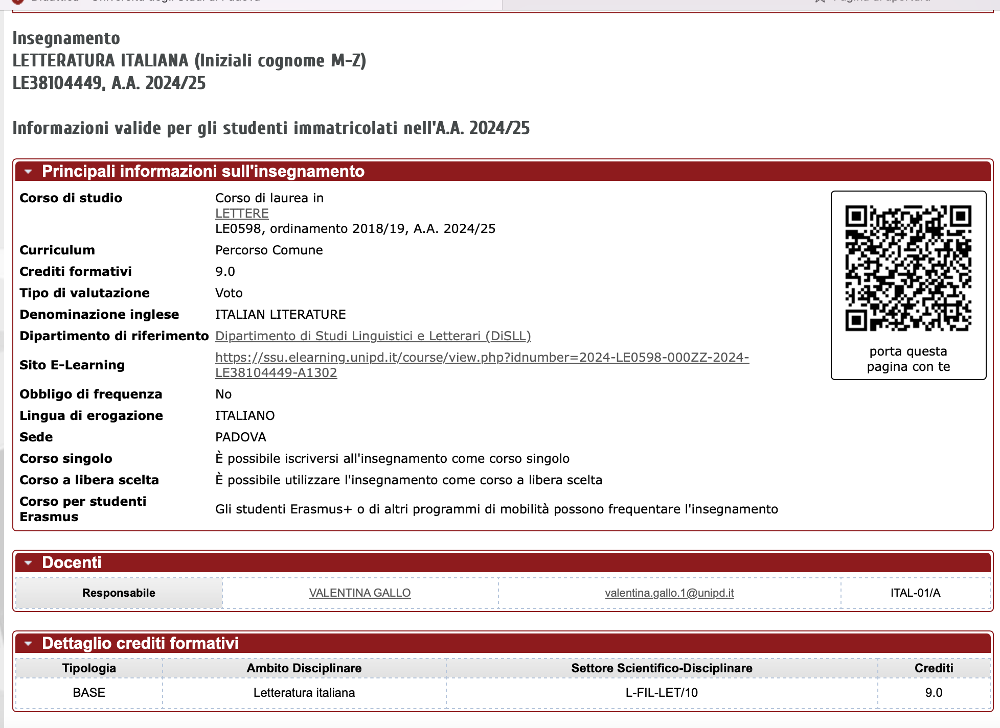 Insegnamento
LETTERATURA ITALIANA (Iniziali cognome M-Z)
LE38104449, A.A. 2024/25
Informazioni valide per gli studenti immatricolati nell'A.A. 2024/25
Principali informazioni sull'insegnamento
Corso di studio Corso di laurea in
LETTERE
LE0598, ordinamento 2018/19, A.A. 2024/25
Curriculum Percorso Comune
Crediti formativi 9.0
Tipo di valutazione Voto
Denominazione inglese ITALIAN LITERATURE
Dipartimento di riferimento Dipartimento di Studi Linguistici e Letterari (DiSLL)
Sito E-Learning https://ssu.elearning.unipd.it/course/view.php?idnumber=2024-LE0598-000ZZ-2024-
LE38104449-A1302
Obbligo di frequenza No
Lingua di erogazione ITALIANO
Sede PADOVA
Corso singolo È possibile iscriversi all'insegnamento come corso singolo
Corso a libera scelta È possibile utilizzare l'insegnamento come corso a libera scelta
Corso per studenti
Erasmus Gli studenti Erasmus+ o di altri programmi di mobilità possono frequentare l'insegnamento
porta questa
pagina con te
Docenti
Responsabile VALENTINA GALLO valentina.gallo.1@unipd.it ITAL-01/A
Dettaglio crediti formativi
Tipologia Ambito Disciplinare Settore Scientifico-Disciplinare Crediti
BASE Letteratura italiana L-FIL-LET/10 9.0